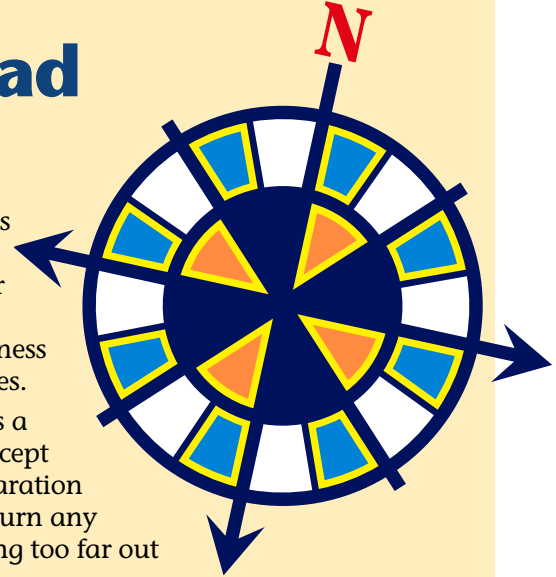 ad
N
s
r
ness
es.
s a
cept
aration
urn any
ng too far out